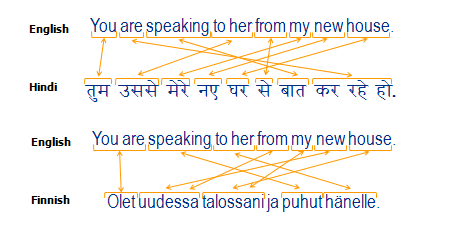 English You are speaking to her from my new house.
Hindi तुम उससे मेरे नए घर से बात कर रहे हो.
English You are speaking to her from my new house.
Finnish Olet uudessa talossani ja puhut hänelle.